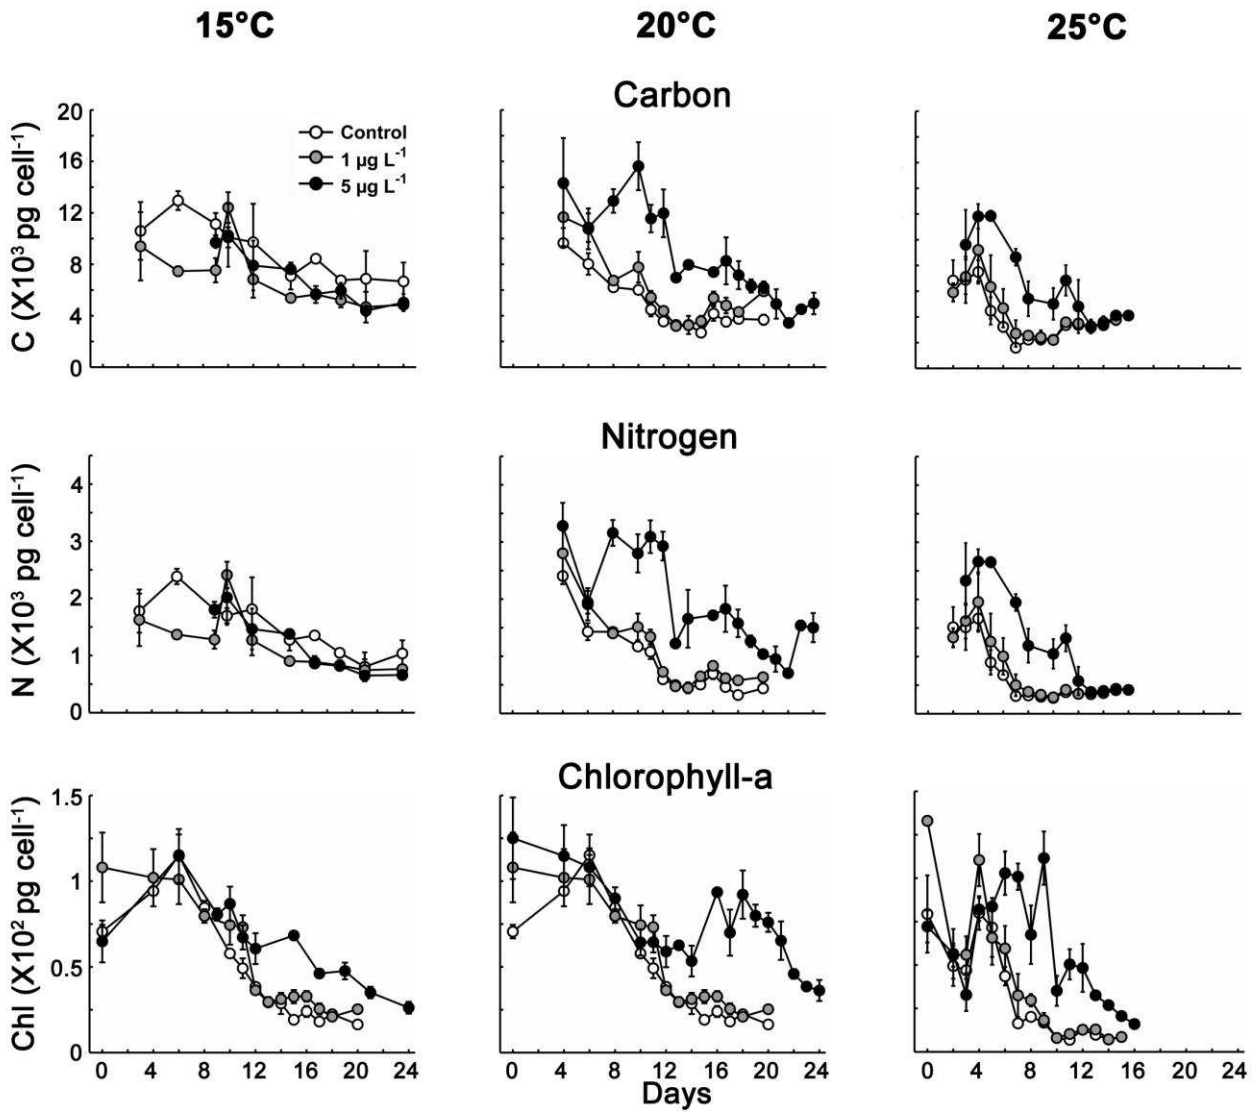 15°C 20°C 25°C
Carbon
C (X10³ pg cell⁻¹)
20
16
12
8
4
0
Control
1 µg L⁻¹
5 µg L⁻¹
Nitrogen
N (X10³ pg cell⁻¹)
4
3
2
1
0
Chlorophyll-a
Chl (X10² pg cell⁻¹)
1.5
1
0.5
0
0 4 8 12 16 20 24 0 4 8 12 16 20 24 0 4 8 12 16 20 24
Days